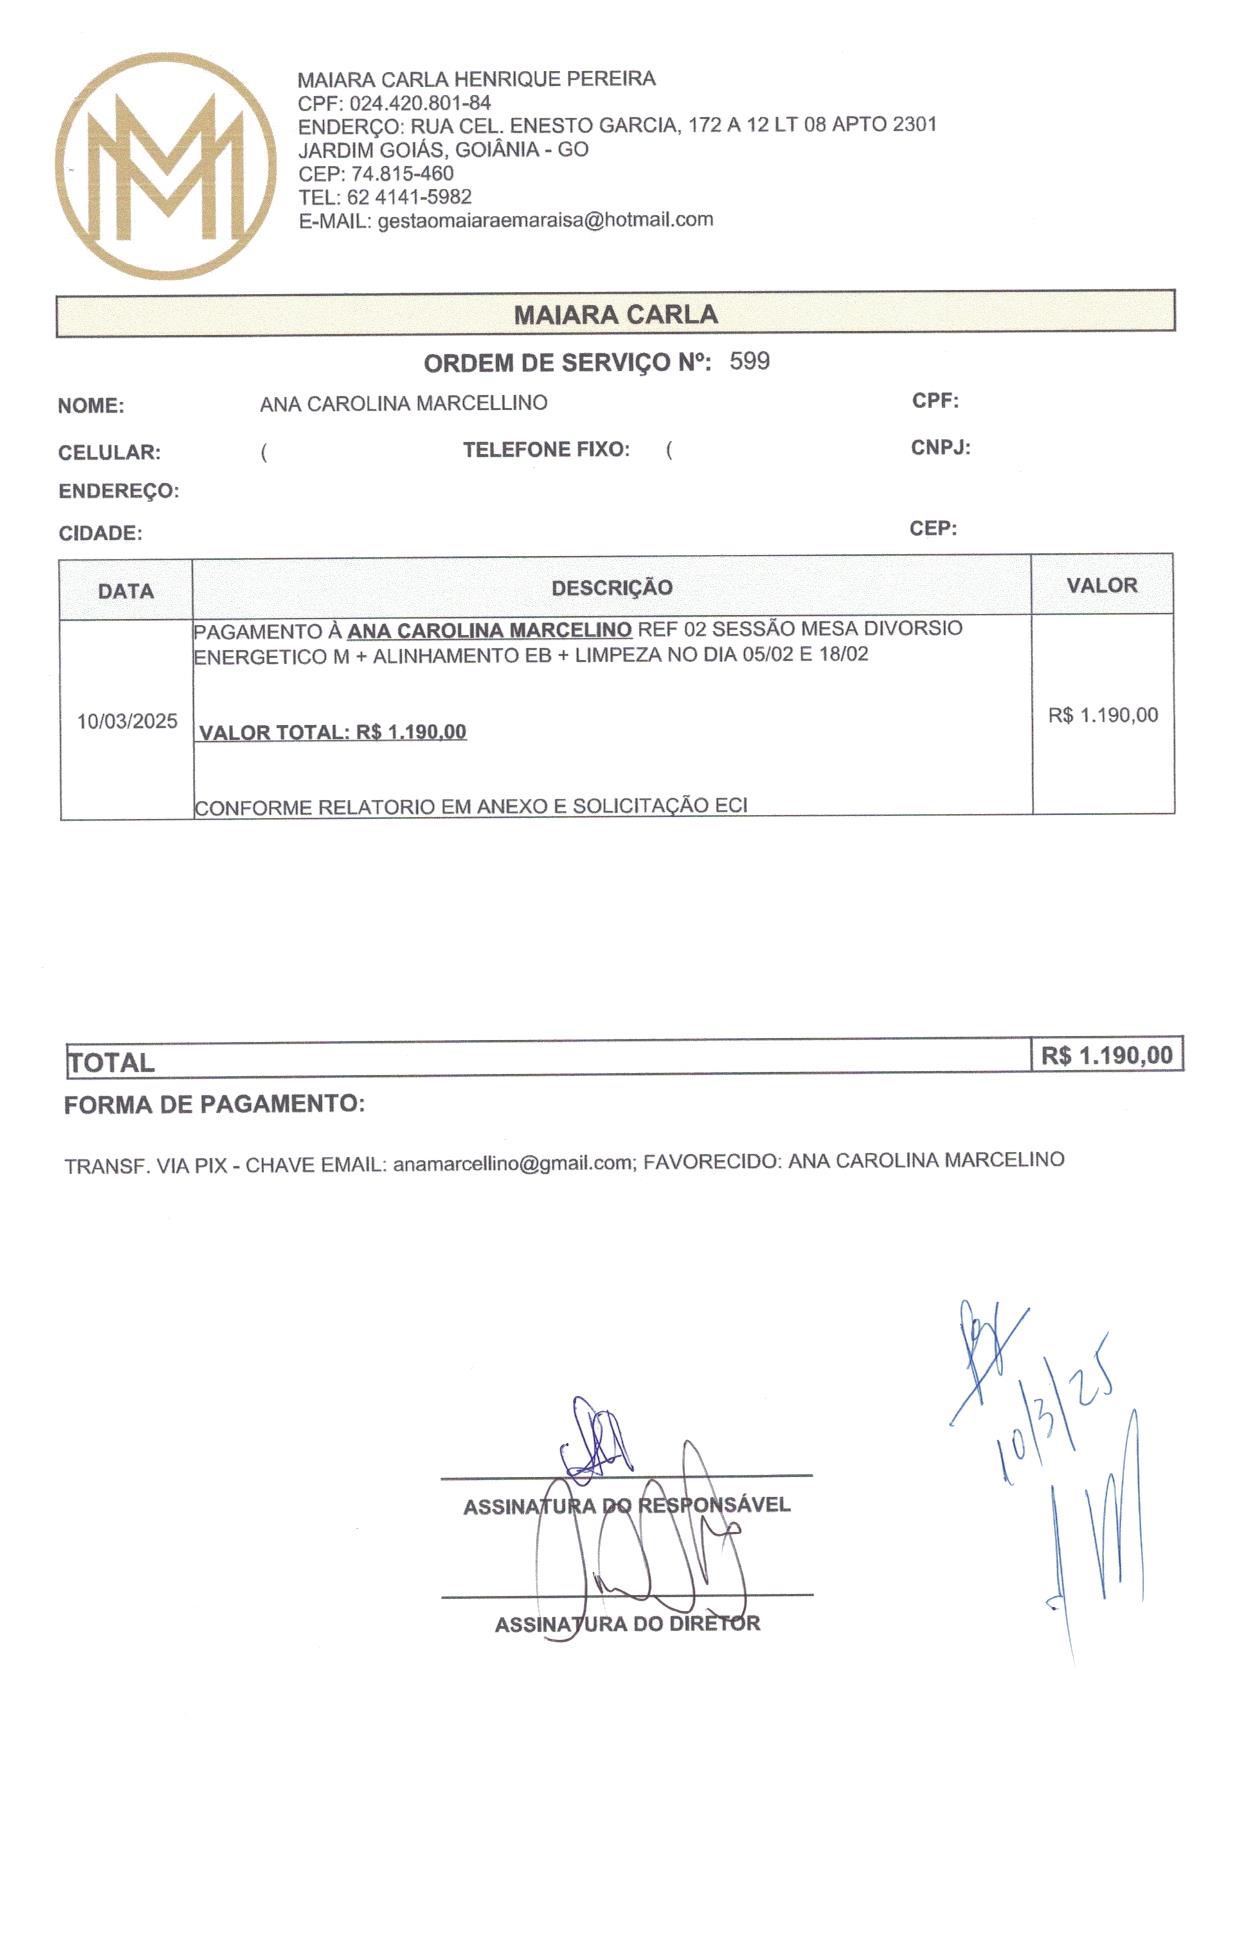 MAIARA CARLA HENRIQUE PEREIRA
CPF: 024.420.801-84
ENDERÇO: RUA CEL. ENESTO GARCIA, 172 A 12 LT 08 APTO 2301
JARDIM GOIÁS, GOIÂNIA - GO
CEP: 74.815-460
TEL: 62 4141-5982
E-MAIL: gestaomaiaraemaraisa@hotmail.com
MAIARA CARLA
ORDEM DE SERVIÇO Nº: 599
NOME: ANA CAROLINA MARCELLINO CPF:
CELULAR: ( TELEFONE FIXO: ( CNPJ:
ENDEREÇO:
CIDADE: CEP:
DATA DESCRIÇÃO VALOR
PAGAMENTO À ANA CAROLINA MARCELINO REF 02 SESSÃO MESA DIVORSIO
ENERGETICO M + ALINHAMENTO EB + LIMPEZA NO DIA 05/02 E 18/02
10/03/2025 VALOR TOTAL: R$ 1.190,00 R$ 1.190,00
CONFORME RELATORIO EM ANEXO E SOLICITAÇÃO ECI
TOTAL R$ 1.190,00
FORMA DE PAGAMENTO:
TRANSF. VIA PIX - CHAVE EMAIL: anamarcellino@gmail.com; FAVORECIDO: ANA CAROLINA MARCELINO
10/3/25
ASSINATURA DO RESPONSÁVEL
ASSINATURA DO DIRETOR